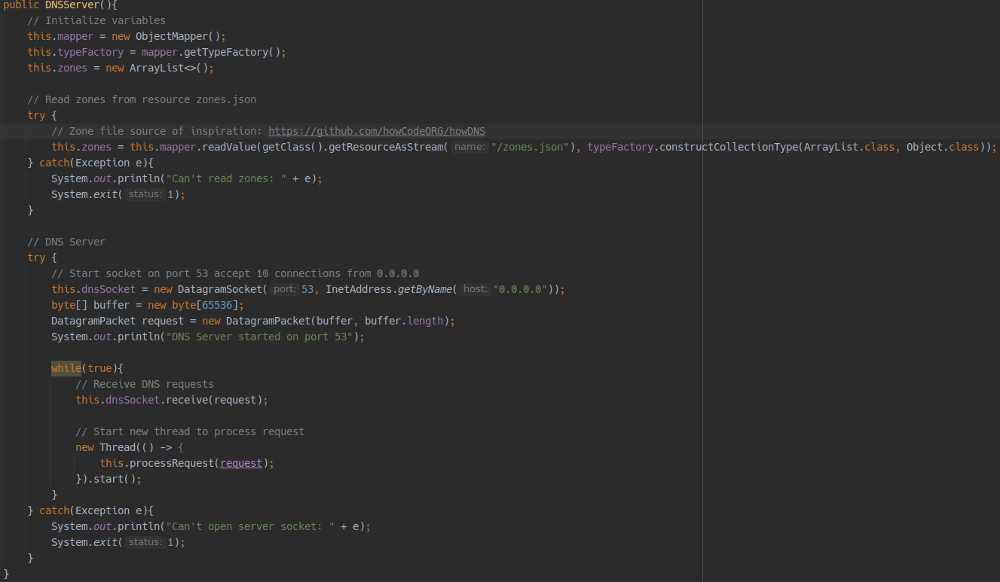 public DNSServer(){
// Initialize variables
this.mapper = new ObjectMapper();
this.typeFactory = mapper.getTypeFactory();
this.zones = new ArrayList<>();
// Read zones from resource zones.json
try {
// Zone file source of inspiration: https://github.com/howCodeORG/howDNS
this.zones = this.mapper.readValue(getClass().getResourceAsStream( name: "/zones.json"), typeFactory.constructCollectionType(ArrayList.class, Object.class));
} catch(Exception e){
System.out.println("Can't read zones: " + e);
System.exit( status: 1);
}
// DNS Server
try {
// Start socket on port 53 accept 10 connections from 0.0.0.0
this.dnsSocket = new DatagramSocket( port: 53, InetAddress.getByName( host: "0.0.0.0"));
byte[] buffer = new byte[65536];
DatagramPacket request = new DatagramPacket(buffer, buffer.length);
System.out.println("DNS Server started on port 53");
while(true){
// Receive DNS requests
this.dnsSocket.receive(request);
// Start new thread to process request
new Thread(() -> {
this.processRequest(request);
}).start();
}
} catch(Exception e){
System.out.println("Can't open server socket: " + e);
System.exit( status: 1);
}
}